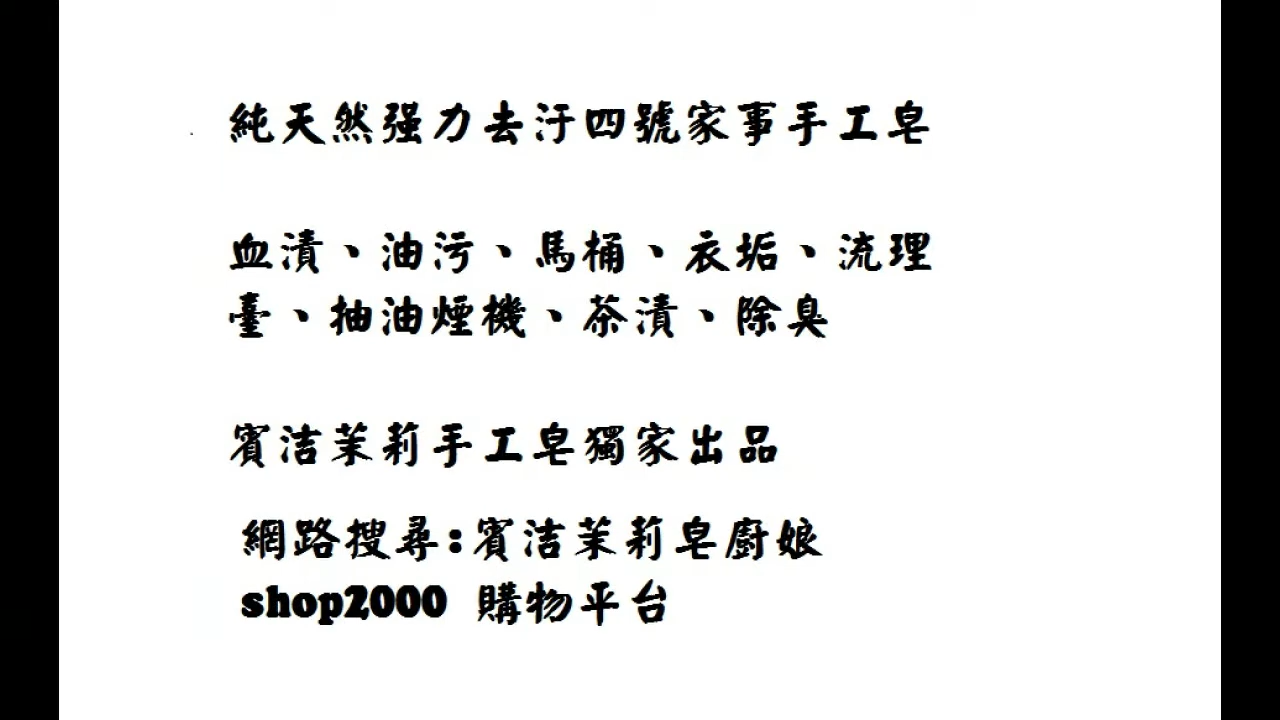 純天然强力去汙四號家事手工皂
血漬、油污、馬桶、衣垢、流理
臺、抽油煙機、茶漬、除臭
賓洁茉莉手工皂獨家出品
網路搜尋:賓洁茉莉皂廚娘
shop2000 購物平台